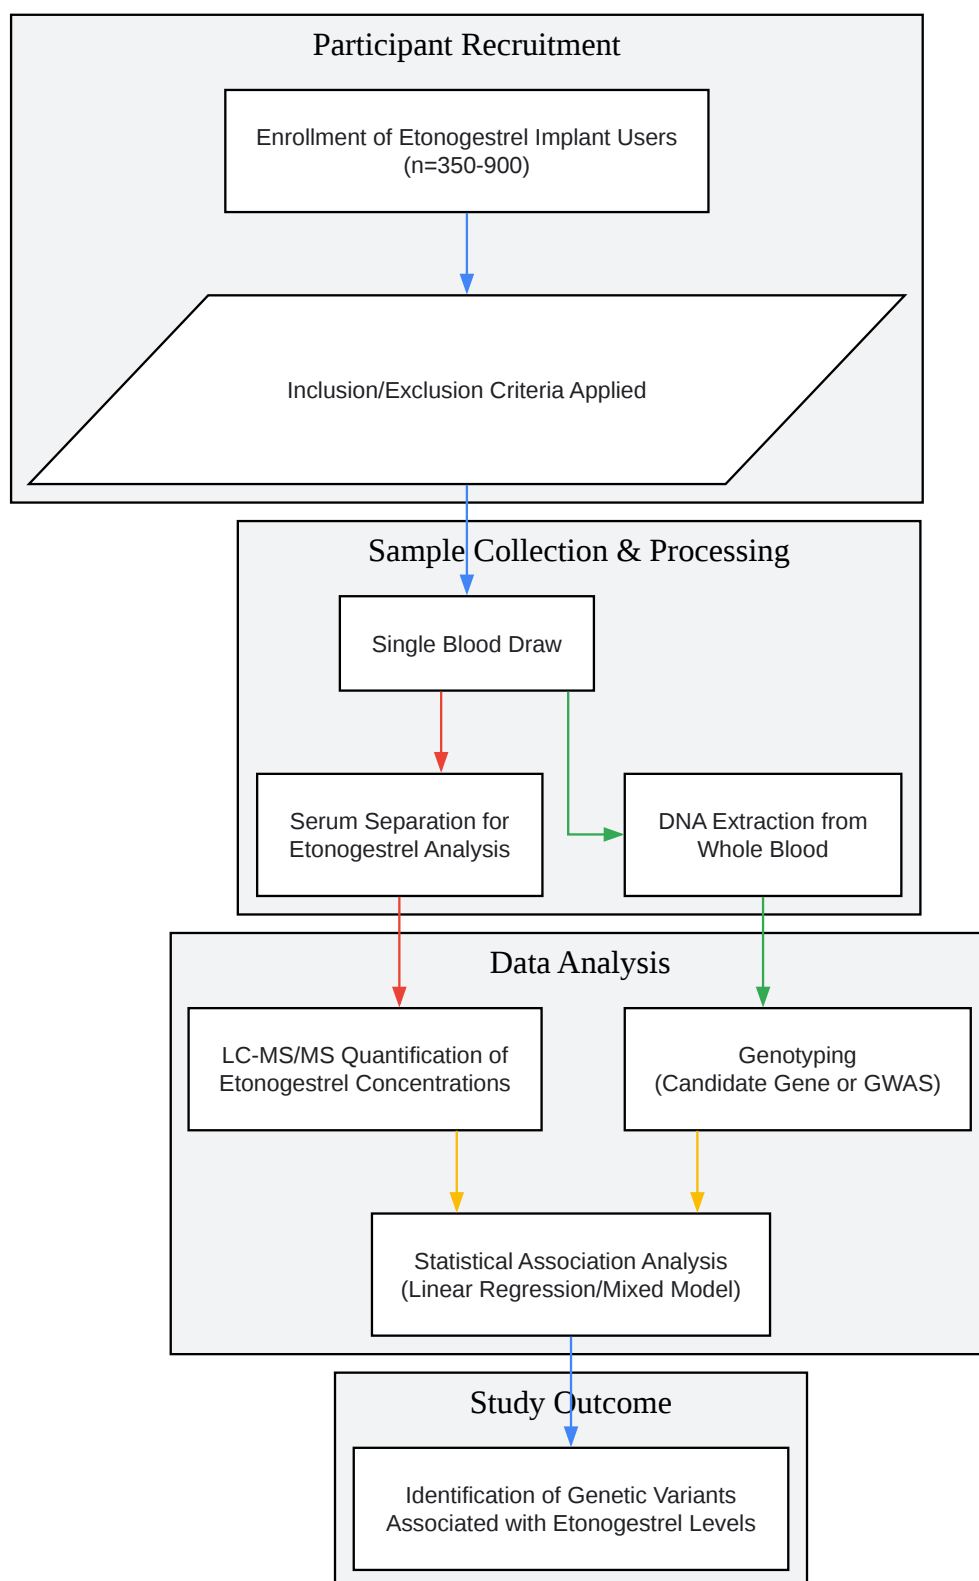 Participant Recruitment
Enrollment of Etonogestrel Implant Users
(n=350-900)
Inclusion/Exclusion Criteria Applied
Sample Collection & Processing
Single Blood Draw
Serum Separation for
Etonogestrel Analysis
DNA Extraction from
Whole Blood
Data Analysis
LC-MS/MS Quantification of
Etonogestrel Concentrations
Genotyping
(Candidate Gene or GWAS)
Statistical Association Analysis
(Linear Regression/Mixed Model)
Study Outcome
Identification of Genetic Variants
Associated with Etonogestrel Levels